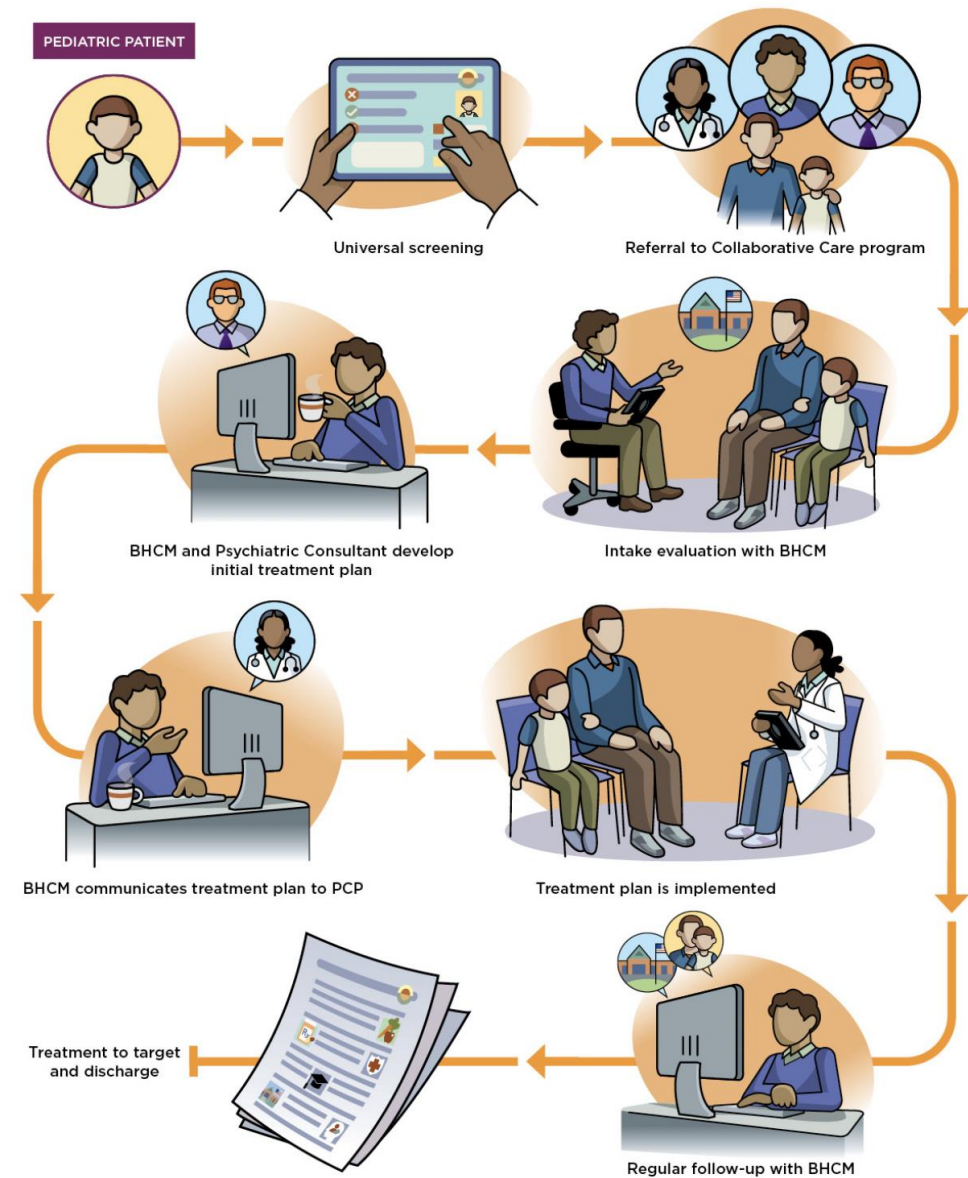 PEDIATRIC PATIENT
Universal screening
Referral to Collaborative Care program
BHCM and Psychiatric Consultant develop
initial treatment plan
Intake evaluation with BHCM
BHCM communicates treatment plan to PCP
Treatment plan is implemented
Treatment to target
and discharge
Rx
Regular follow-up with BHCM